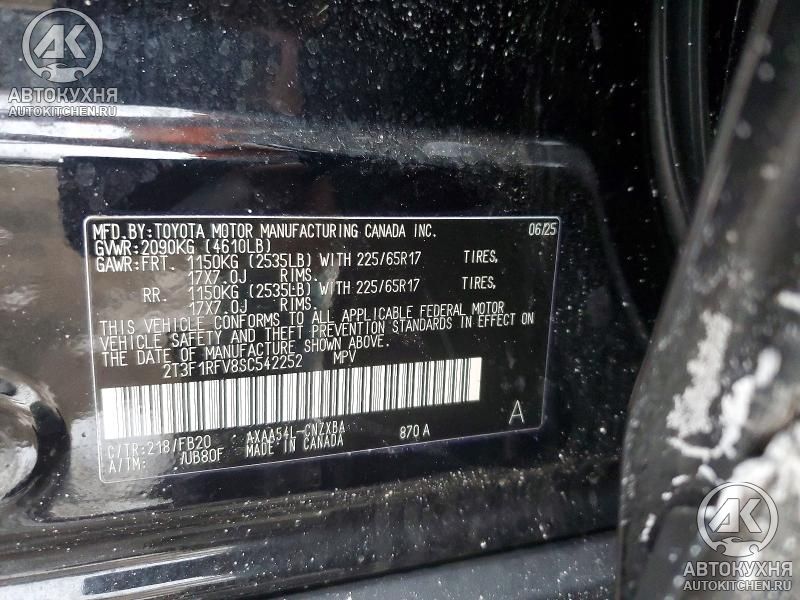 AK
АВТОКУХНЯ
AUTOKITCHEN.RU
MFD.BY:TOYOTA MOTOR MANUFACTURING CANADA INC. 06/25
GVWR:2090KG (4610LB)
GAWR:FRT. 1150KG (2535LB) WITH 225/65R17 TIRES,
17X7.0J RIMS.
RR. 1150KG (2535LB) WITH 225/65R17 TIRES,
17X7.0J RIMS.
THIS VEHICLE CONFORMS TO ALL APPLICABLE FEDERAL MOTOR
VEHICLE SAFETY AND THEFT PREVENTION STANDARDS IN EFFECT ON
THE DATE OF MANUFACTURE SHOWN ABOVE.
2T3F1RFV8SC542252 MPV
A
C/TR:218/FB20 AXAA54L-CNZXBA 870A
A/TM: /UB80F MADE IN CANADA
AK
АВТОКУХНЯ
AUTOKITCHEN.RU